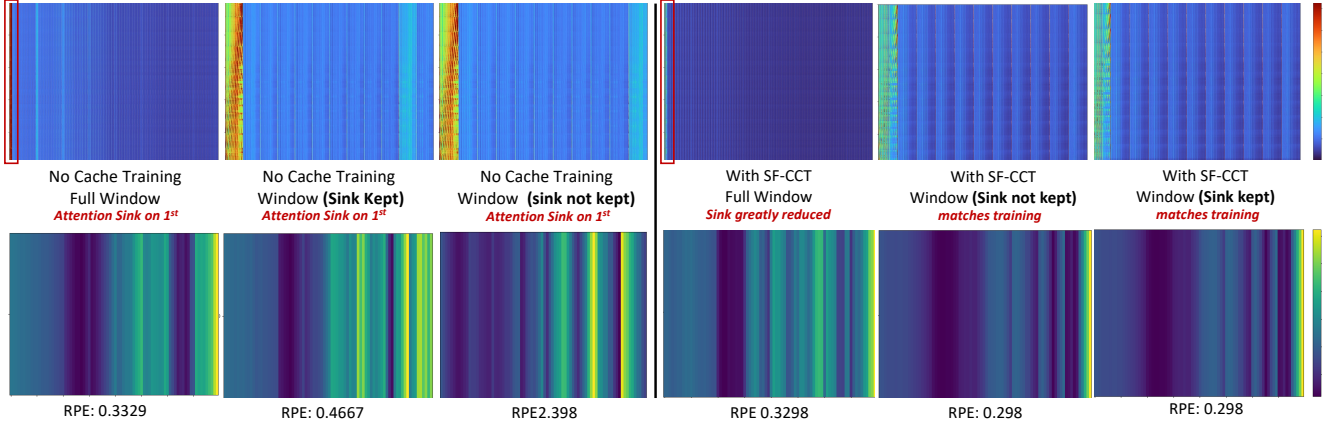 No Cache Training
Full Window
Attention Sink on 1st
No Cache Training
Window (Sink Kept)
Attention Sink on 1st
No Cache Training
Window (sink not kept)
Attention Sink on 1st
With SF-CCT
Full Window
Sink greatly reduced
With SF-CCT
Window (Sink not kept)
matches training
With SF-CCT
Window (Sink kept)
matches training
RPE: 0.3329
RPE: 0.4667
RPE2.398
RPE 0.3298
RPE: 0.298
RPE: 0.298